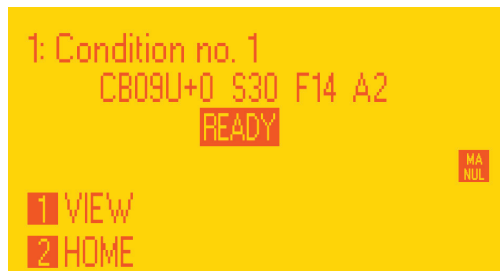 1: Condition no. 1
CB09U+0 S30 F14 A2
READY
MA
NUL
1 VIEW
2 HOME